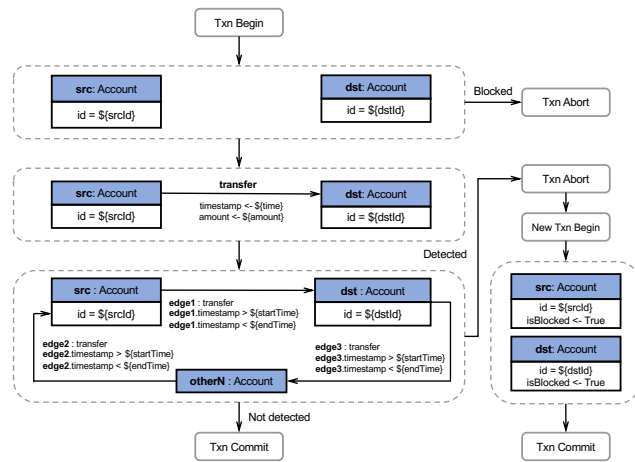 Txn Begin
src: Account
id = ${srcId}
dst: Account
id = ${dstId}
Blocked
Txn Abort
src: Account
id = ${srcId}
transfer
timestamp <- ${time}
amount <- ${amount}
dst: Account
id = ${dstId}
Detected
Txn Abort
New Txn Begin
src: Account
id = ${srcId}
isBlocked <- True
dst: Account
id = ${dstId}
isBlocked <- True
Txn Commit
src : Account
id = ${srcId}
edge1 : transfer
edge1.timestamp > ${startTime}
edge1.timestamp < ${endTime}
dst : Account
id = ${dstId}
edge2 : transfer
edge2.timestamp > ${startTime}
edge2.timestamp < ${endTime}
edge3 : transfer
edge3.timestamp > ${startTime}
edge3.timestamp < ${endTime}
otherN : Account
Not detected
Txn Commit